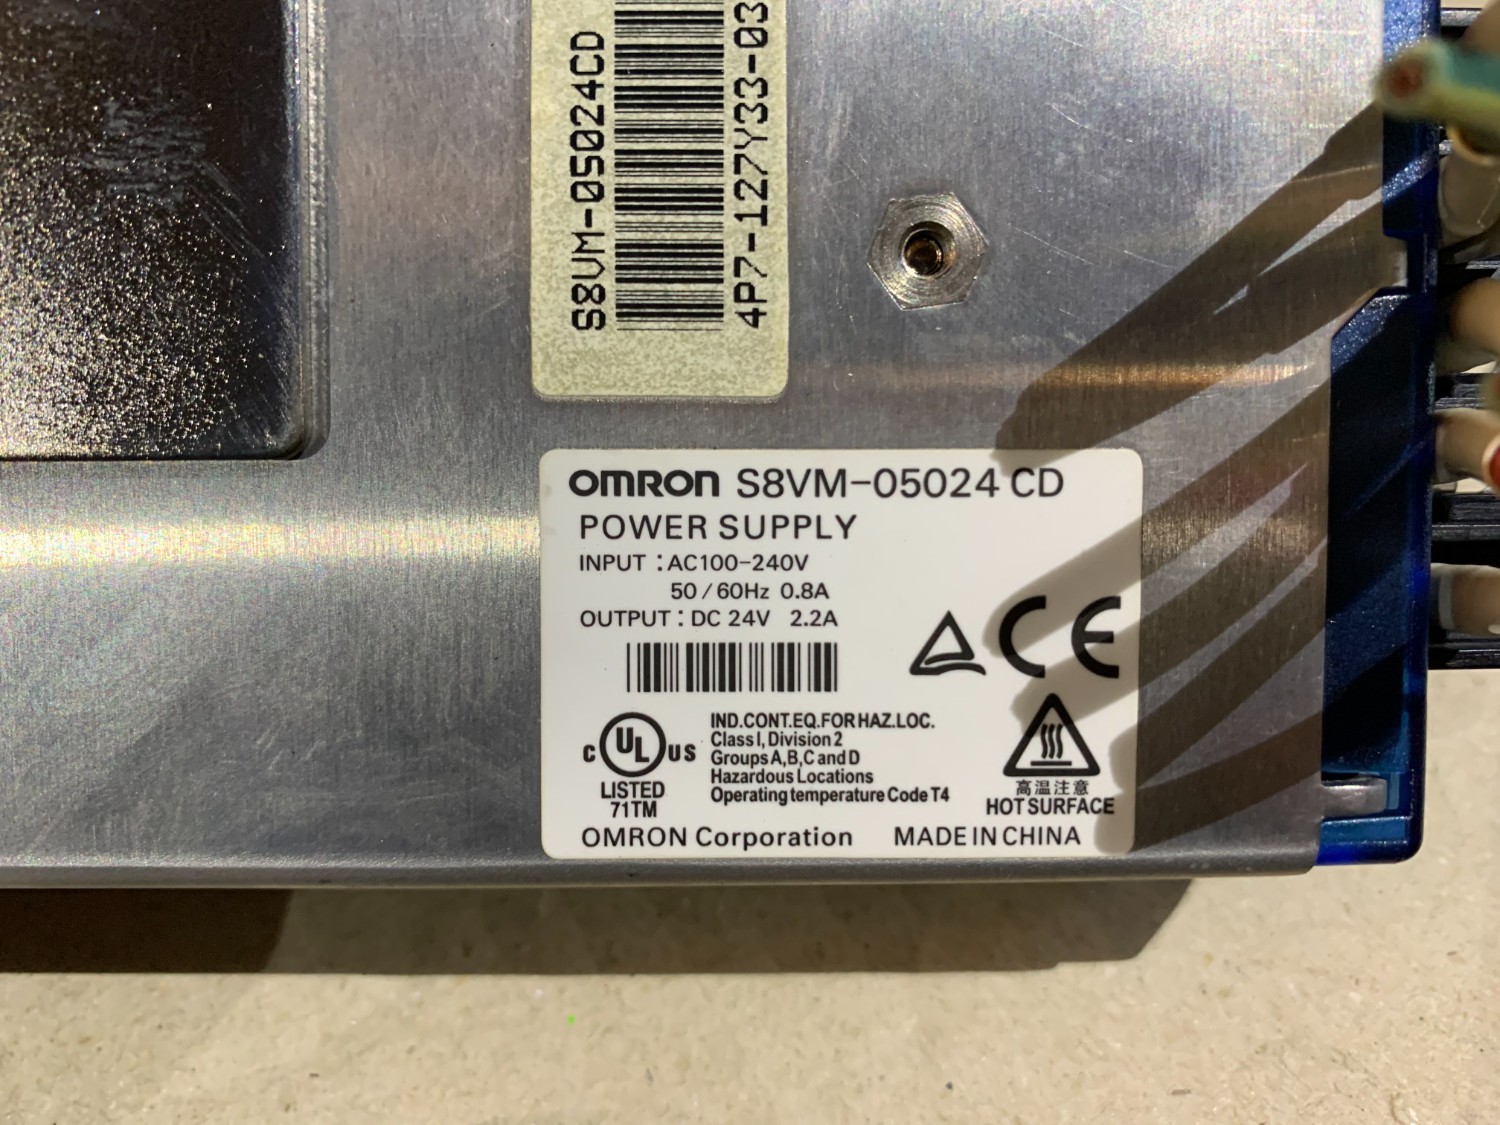 S8VM-05024CD
4P7-127Y33-03
OMRON S8VM-05024 CD
POWER SUPPLY
INPUT : AC100-240V
50 / 60Hz 0.8A
OUTPUT : DC 24V 2.2A
CE
C UL US
LISTED
71TM
IND.CONT.EQ.FOR HAZ.LOC.
Class I, Division 2
Groups A,B,C and D
Hazardous Locations
Operating temperature Code T4
高温注意
HOT SURFACE
OMRON Corporation MADE IN CHINA